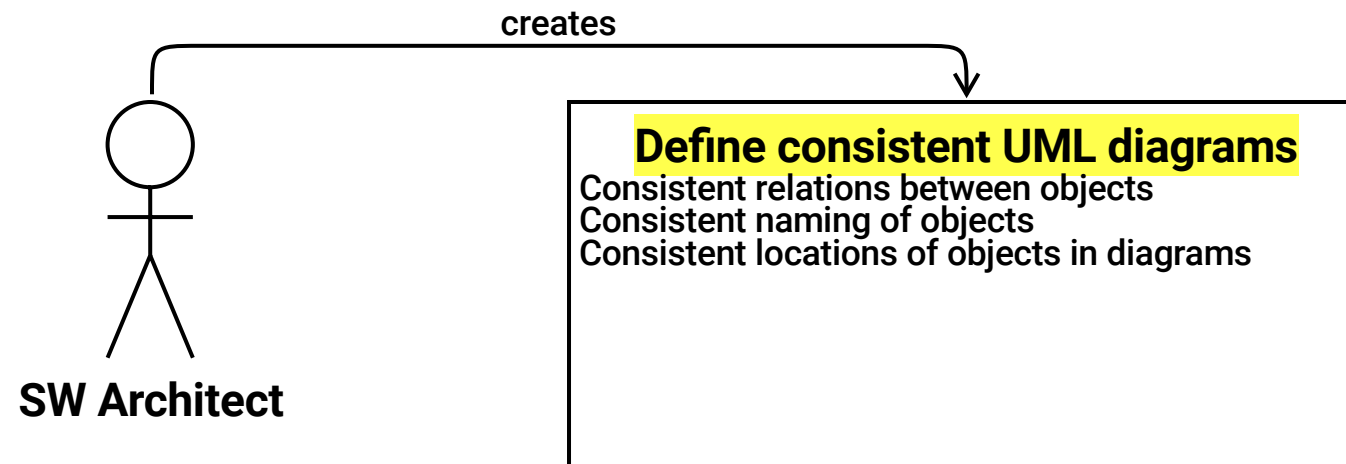 creates
Define consistent UML diagrams
Consistent relations between objects
Consistent naming of objects
Consistent locations of objects in diagrams
SW Architect